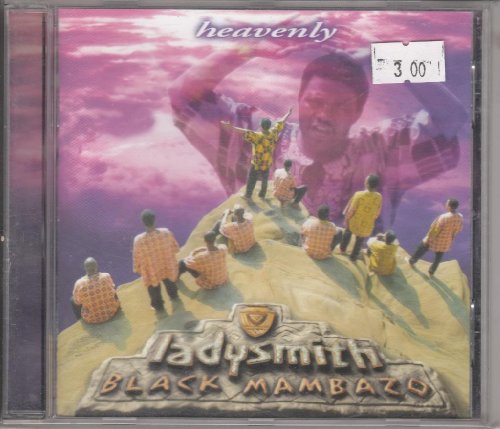 heavenly
3 00
ladysmith
BLACK MAMBAZO